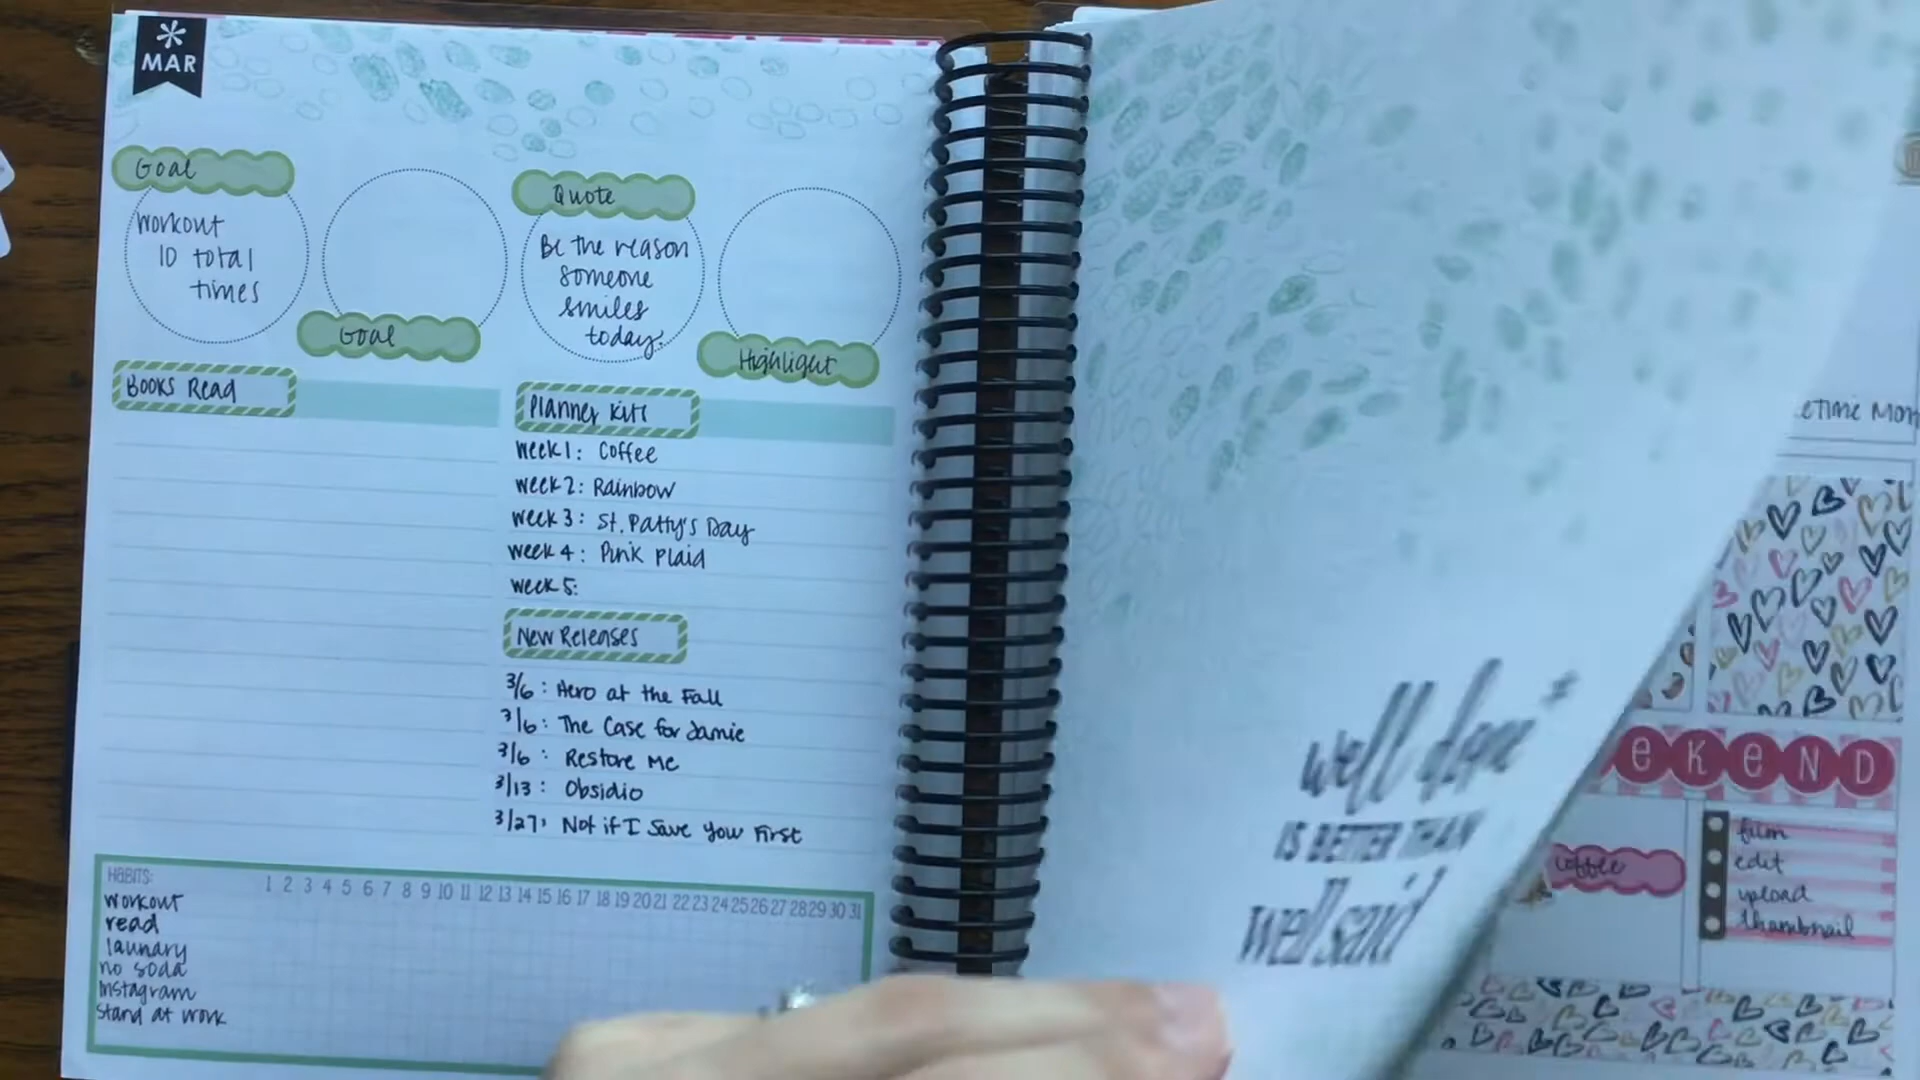 MAR
Goal
workout
10 total
times
Goal
Quote
Be the reason
someone
smiles
today.
Highlight
Books Read
Planner Kits
week 1: Coffee
week 2: Rainbow
week 3: St. Patty's Day
week 4: Pink Plaid
week 5:
New Releases
3/6: Hero at the Fall
3/6: The Case for Jamie
3/6: Restore Me
3/13: Obsidio
3/27: Not if I Save You First
HABITS:
1 2 3 4 5 6 7 8 9 10 11 12 13 14 15 16 17 18 19 20 21 22 23 24 25 26 27 28 29 30 31
workout
read
laundry
no soda
Instagram
Stand at work
well done*
IS BETTER THAN
well said
etime Mon
EKEND
coffee
film
edit
upload
thumbnail